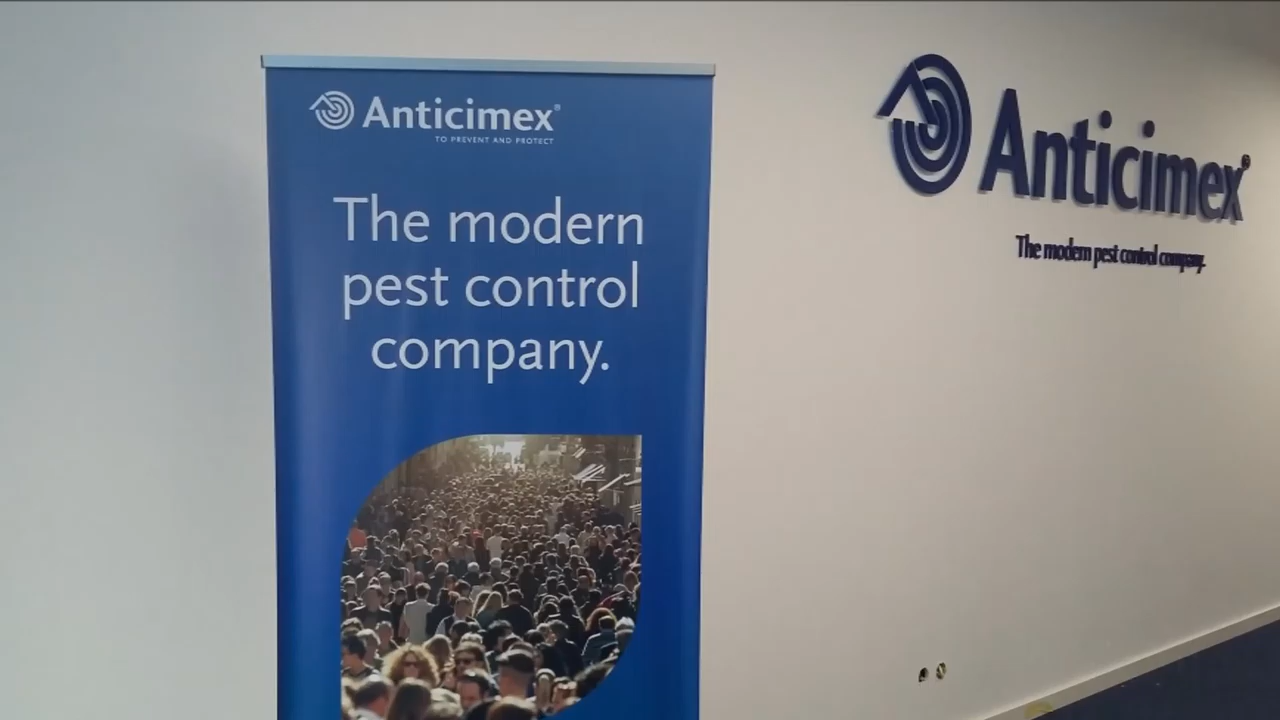 Anticimex®
TO PREVENT AND PROTECT
The modern
pest control
company.
Anticimex®
The modern pest control company.